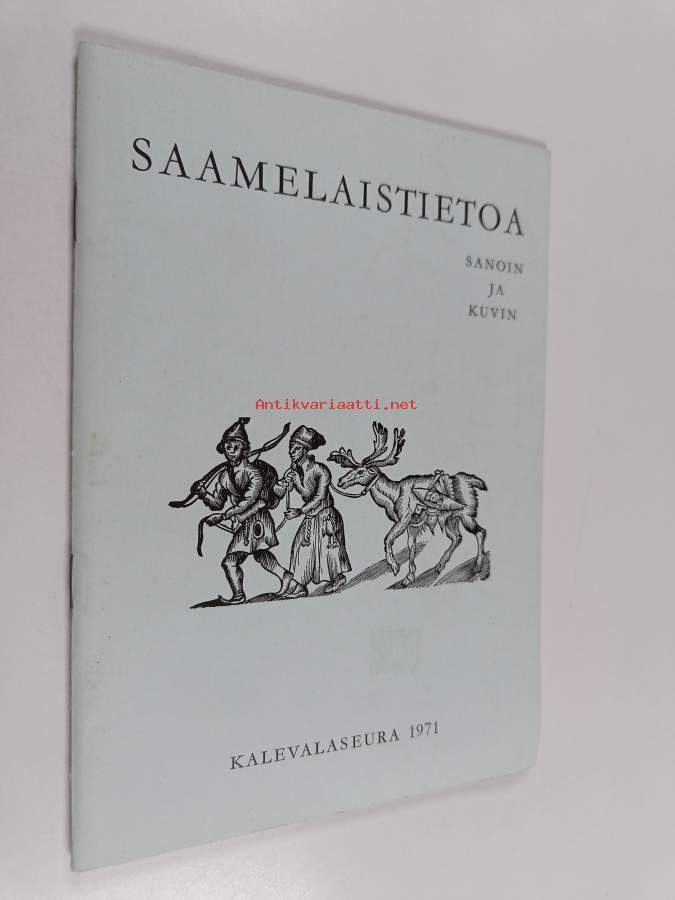 SAAMELAISTIETOA
SANOIN
JA
KUVIN
Antikvariaatti.net
KALEVALASEURA 1971